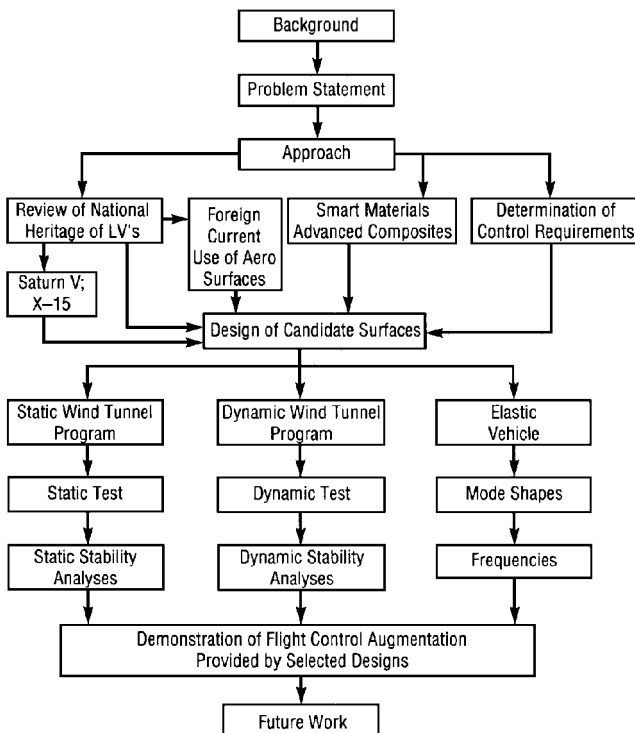 Background
Problem Statement
Approach
Review of National
Heritage of LV's
Foreign
Current
Use of Aero
Surfaces
Smart Materials
Advanced Composites
Determination of
Control Requirements
Saturn V;
X–15
Design of Candidate Surfaces
Static Wind Tunnel
Program
Dynamic Wind Tunnel
Program
Elastic
Vehicle
Static Test
Dynamic Test
Mode Shapes
Static Stability
Analyses
Dynamic Stability
Analyses
Frequencies
Demonstration of Flight Control Augmentation
Provided by Selected Designs
Future Work